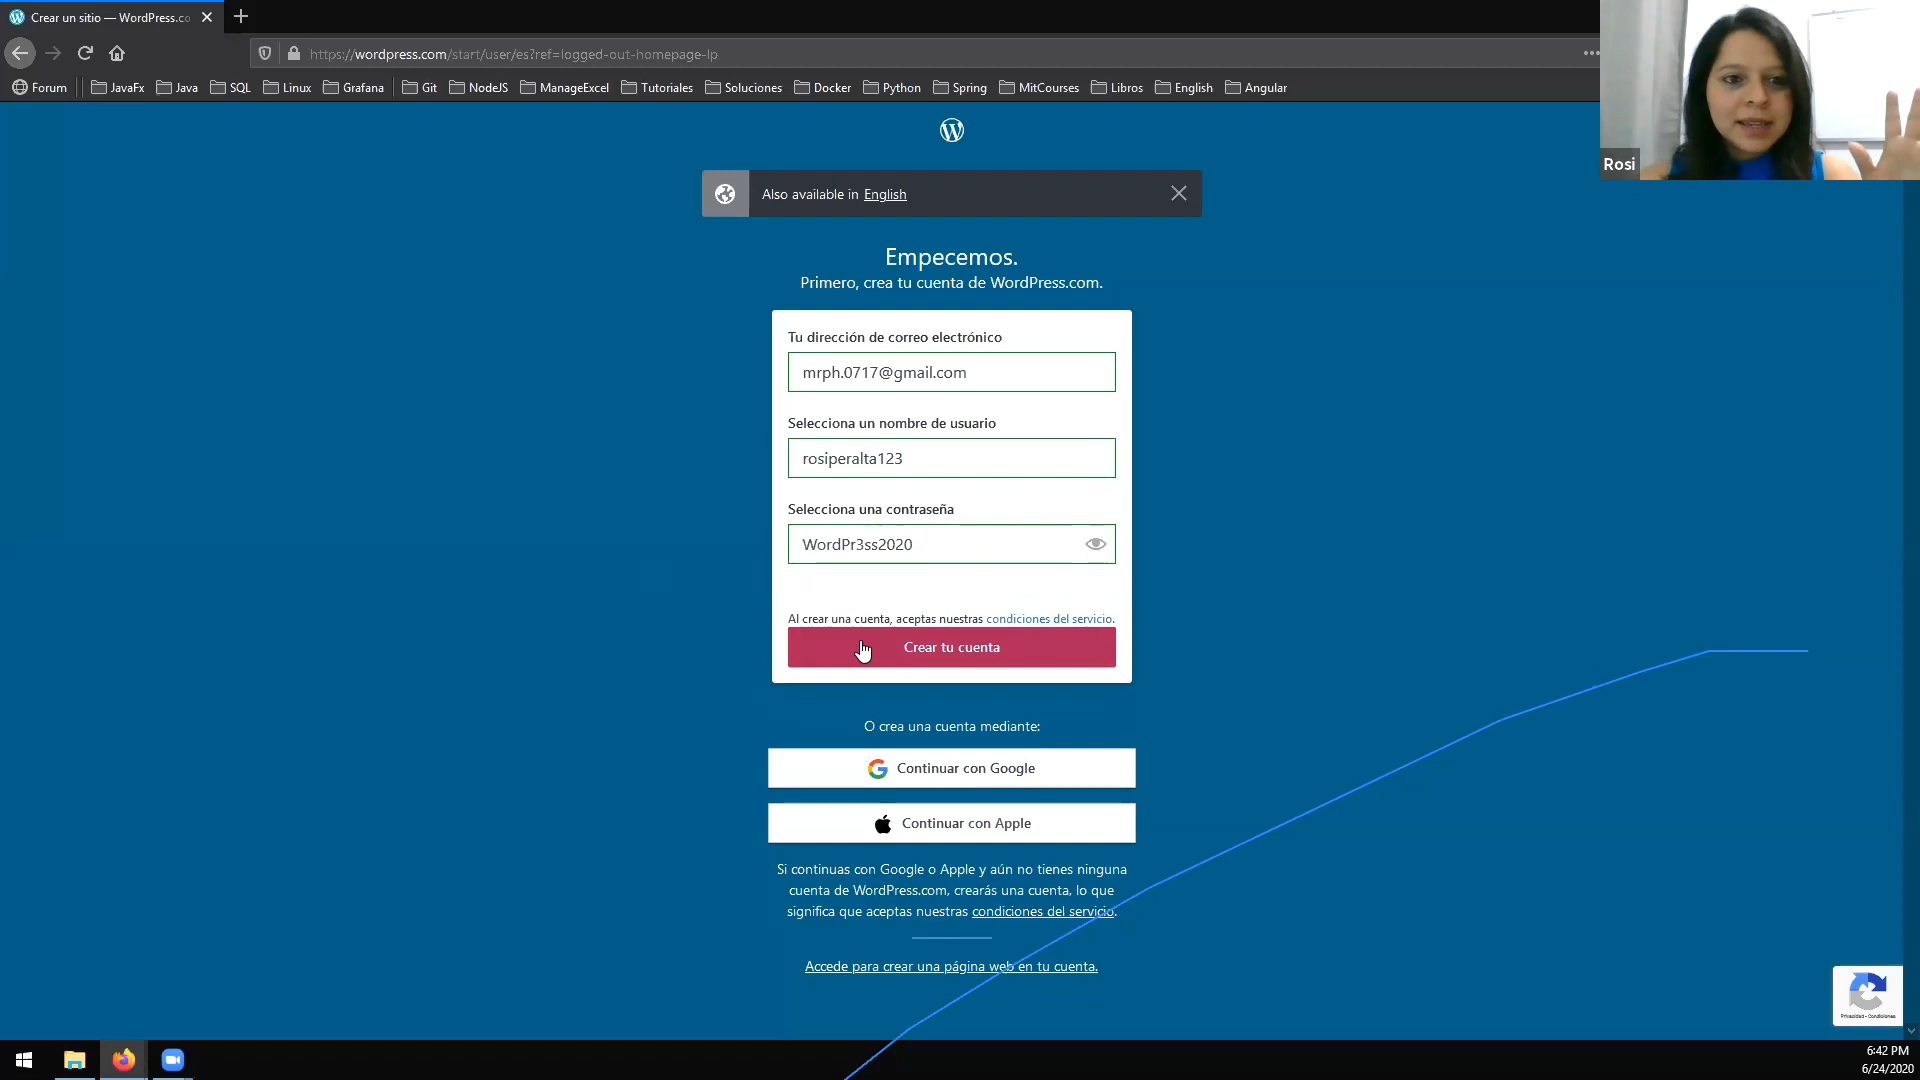 Crear un sitio — WordPress.co
https://wordpress.com/start/user/es?ref=logged-out-homepage-lp
Forum JavaFx Java SQL Linux Grafana Git NodeJS ManageExcel Tutoriales Soluciones Docker Python Spring MitCourses Libros English Angular
Rosi
Also available in English
Empecemos.
Primero, crea tu cuenta de WordPress.com.
Tu dirección de correo electrónico
mrph.0717@gmail.com
Selecciona un nombre de usuario
rosiperalta123
Selecciona una contraseña
WordPr3ss2020
Al crear una cuenta, aceptas nuestras condiciones del servicio.
Crear tu cuenta
O crea una cuenta mediante:
Continuar con Google
Continuar con Apple
Si continuas con Google o Apple y aún no tienes ninguna
cuenta de WordPress.com, crearás una cuenta, lo que
significa que aceptas nuestras condiciones del servicio.
Accede para crear una página web en tu cuenta.
Privacidad - Condiciones
6:42 PM
6/24/2020